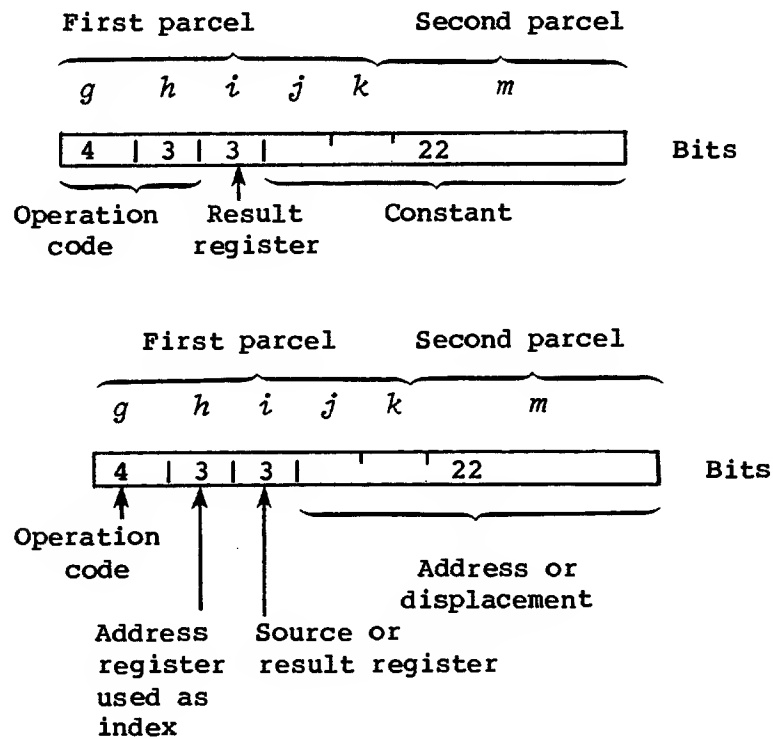 First parcel Second parcel
g h i j k m
4 3 3 22 Bits
Operation code Result register Constant
First parcel Second parcel
g h i j k m
4 3 3 22 Bits
Operation code
Address or displacement
Address register used as index
Source or result register